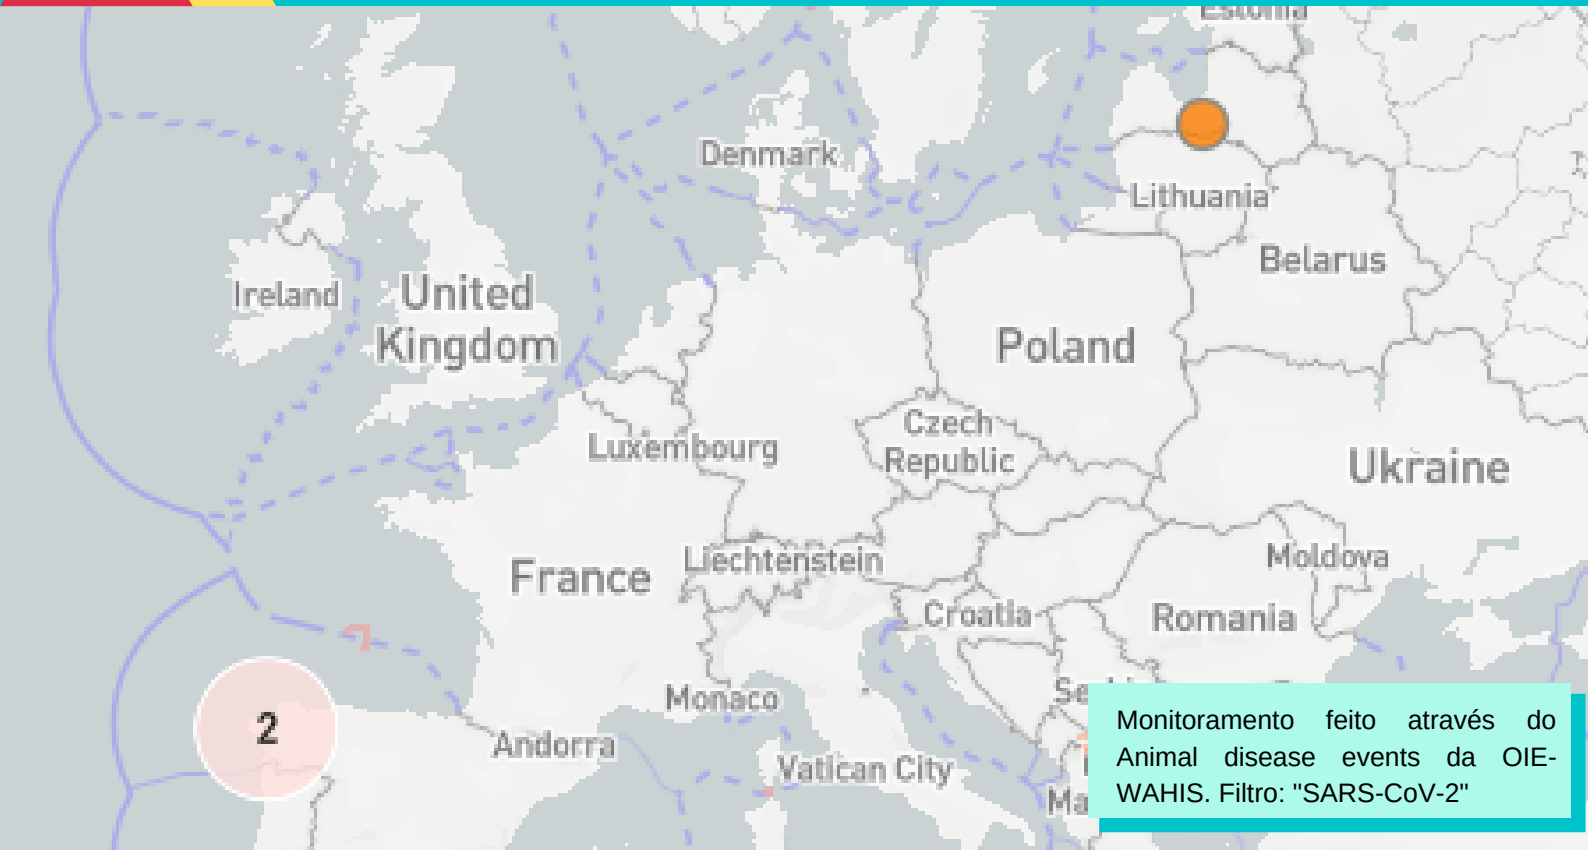 Estonia
Denmark
Lithuania
Belarus
Ireland
United
Kingdom
Poland
Czech
Republic
Luxembourg
Ukraine
Liechtenstein
France
Moldova
Croatia
Romania
Monaco
2
Andorra
Vatican City
Monitoramento feito através do
Animal disease events da OIE-
WAHIS. Filtro: "SARS-CoV-2"